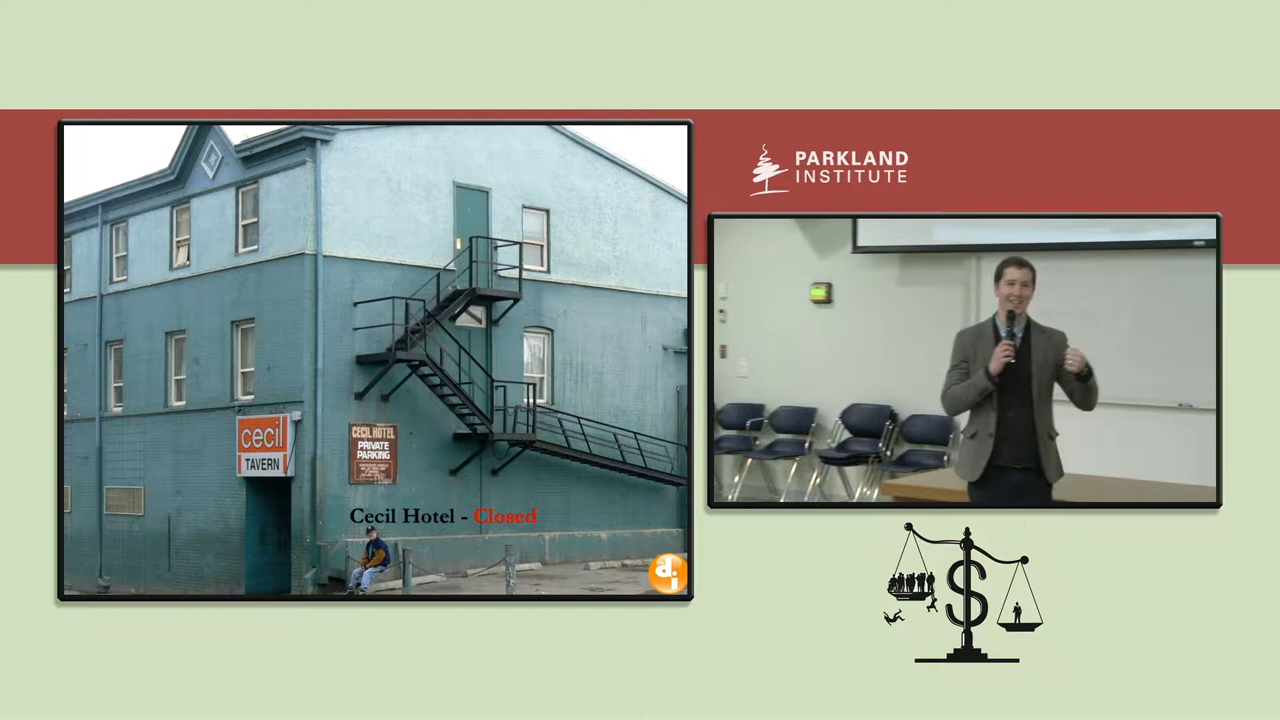 PARKLAND
INSTITUTE
cecil
TAVERN
CECIL HOTEL
PRIVATE
PARKING
Cecil Hotel - Closed
d.i
$